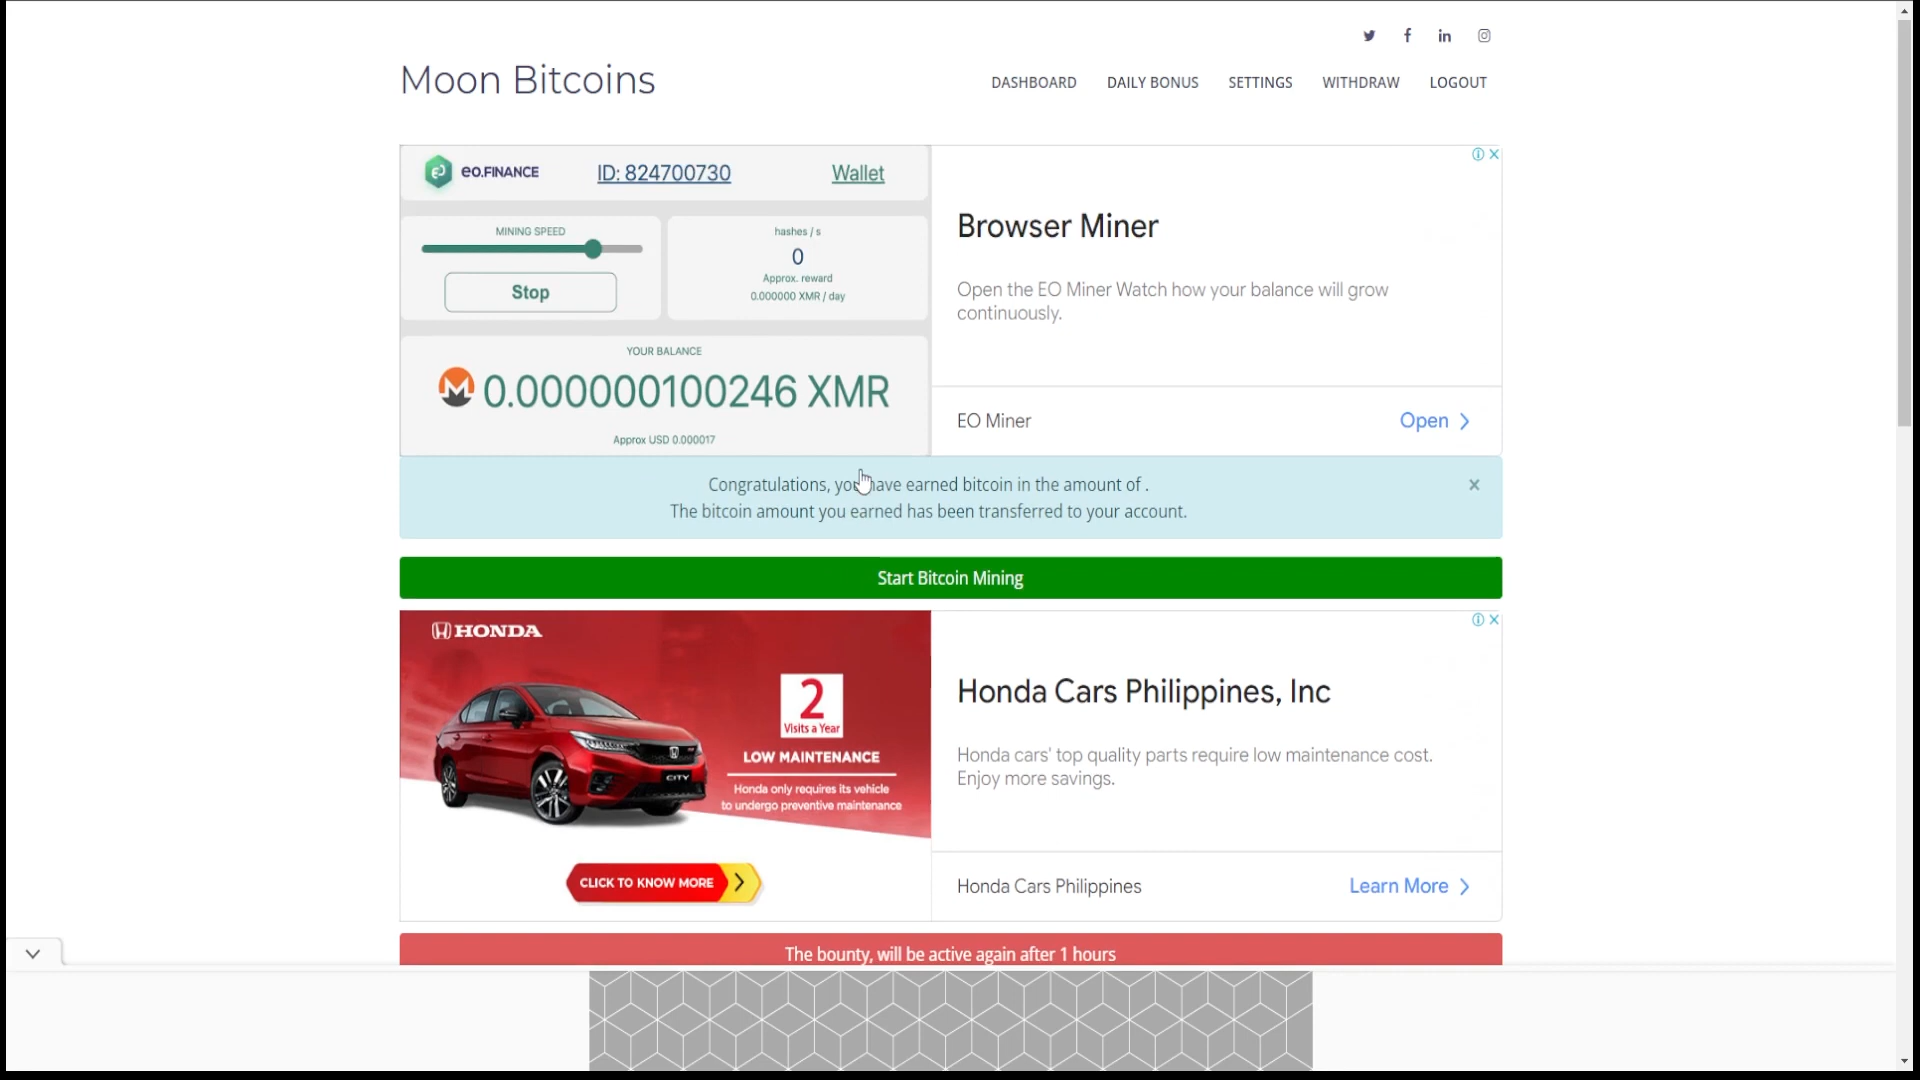 Moon Bitcoins
DASHBOARD DAILY BONUS SETTINGS WITHDRAW LOGOUT
eo.FINANCE ID: 824700730 Wallet
MINING SPEED
Stop
hashes / s
0
Approx. reward
0.000000 XMR / day
YOUR BALANCE
0.000000100246 XMR
Approx USD 0.000017
Browser Miner
Open the EO Miner Watch how your balance will grow
continuously.
EO Miner Open
Congratulations, you have earned bitcoin in the amount of .
The bitcoin amount you earned has been transferred to your account.
Start Bitcoin Mining
HONDA
2
Visits a Year
LOW MAINTENANCE
Honda only requires its vehicle
to undergo preventive maintenance
CITY
CLICK TO KNOW MORE
Honda Cars Philippines, Inc
Honda cars' top quality parts require low maintenance cost.
Enjoy more savings.
Honda Cars Philippines Learn More
The bounty, will be active again after 1 hours